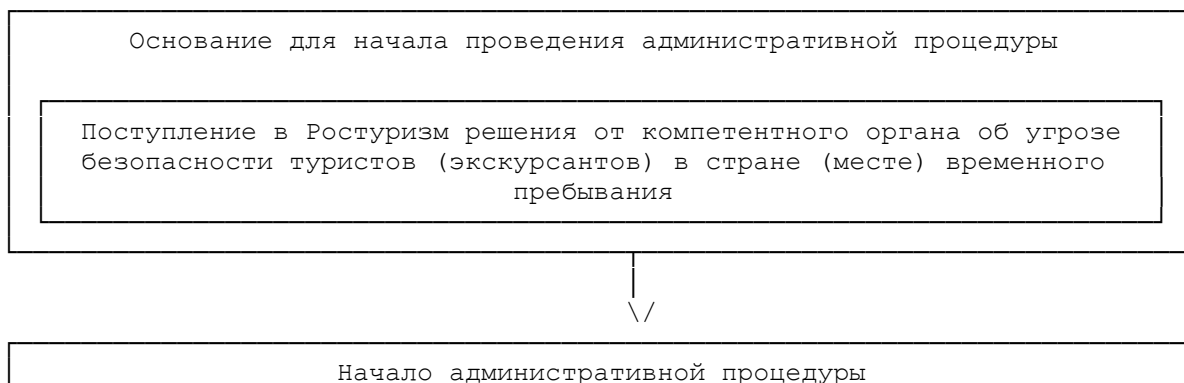 Основание для начала проведения административной процедуры
Поступление в Ростуризм решения от компетентного органа об угрозе
безопасности туристов (экскурсантов) в стране (месте) временного
пребывания
Начало административной процедуры